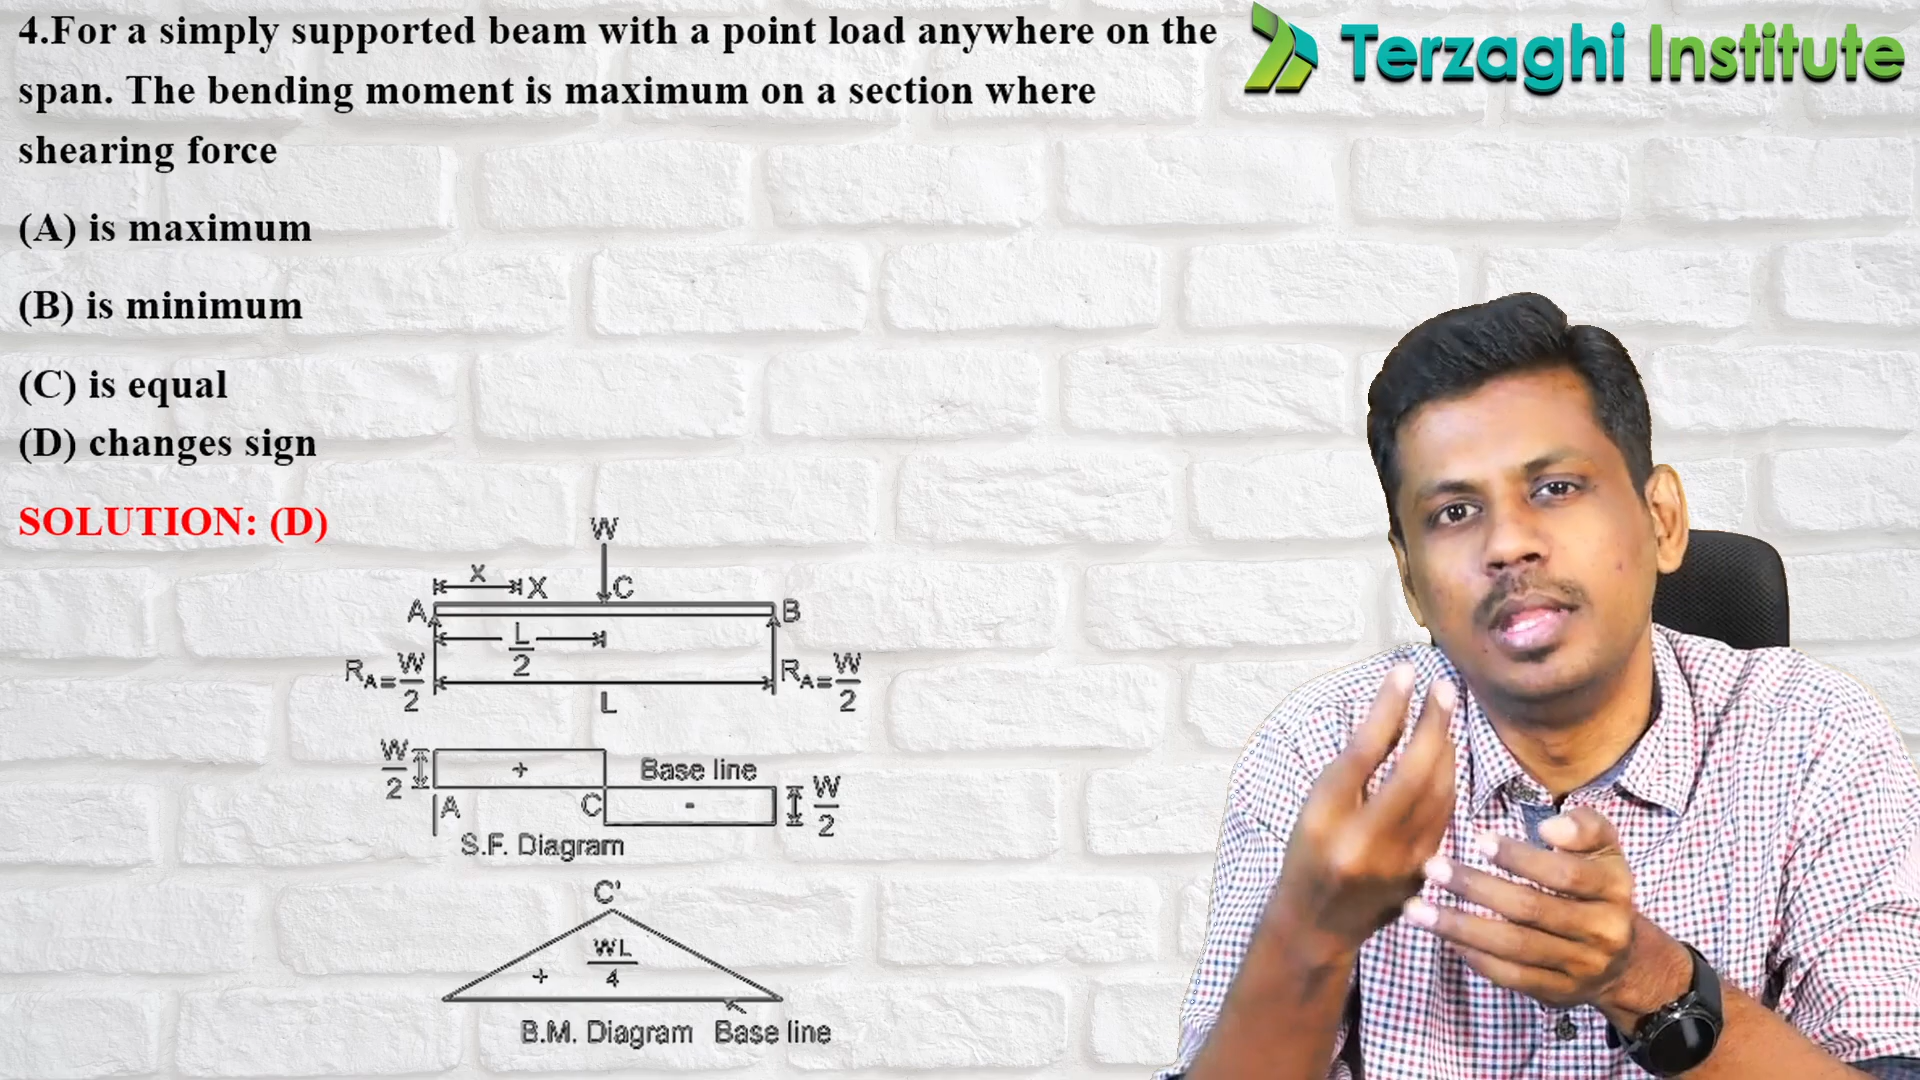 4.For a simply supported beam with a point load anywhere on the
span. The bending moment is maximum on a section where
shearing force
(A) is maximum
(B) is minimum
(C) is equal
(D) changes sign
SOLUTION: (D)
Terzaghi Institute
W
X X C
A B
L/2
RA=W/2 RA=W/2
L
W/2 + Base line
A C - W/2
S.F. Diagram
C'
+ WL/4
B.M. Diagram Base line